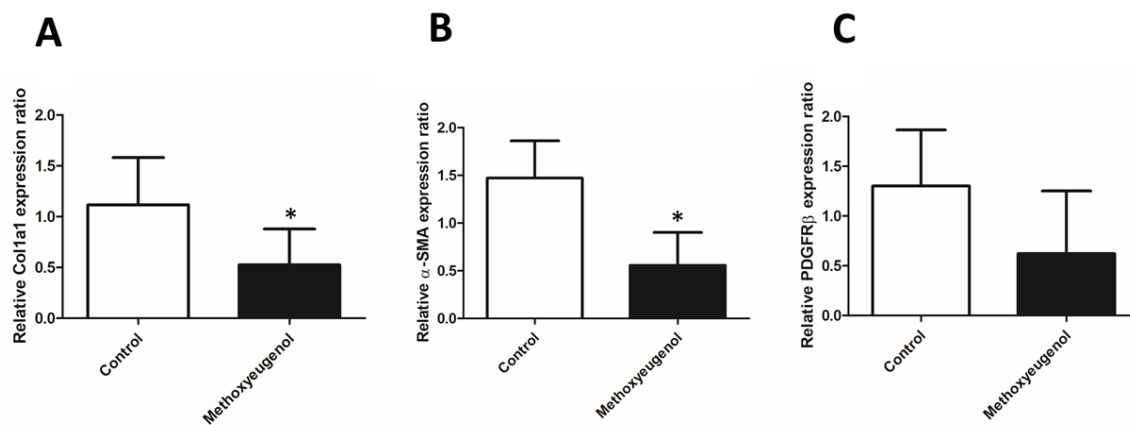 A
B
C
Relative Col1a1 expression ratio
2.0
1.5
1.0
0.5
0.0
*
Control
Methoxyeugenol
Relative α-SMA expression ratio
2.0
1.5
1.0
0.5
0.0
*
Control
Methoxyeugenol
Relative PDGFRβ expression ratio
2.0
1.5
1.0
0.5
0.0
Control
Methoxyeugenol